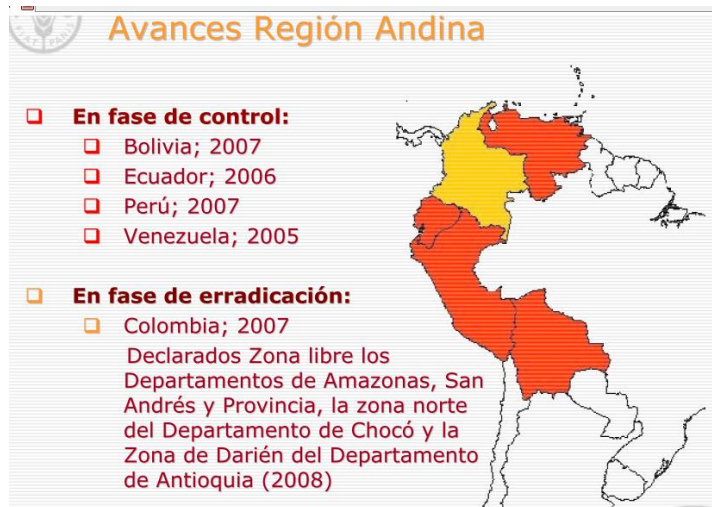 Avances Región Andina
En fase de control:
Bolivia; 2007
Ecuador; 2006
Perú; 2007
Venezuela; 2005
En fase de erradicación:
Colombia; 2007
Declarados Zona libre los
Departamentos de Amazonas, San
Andrés y Provincia, la zona norte
del Departamento de Chocó y la
Zona de Darién del Departamento
de Antioquia (2008)